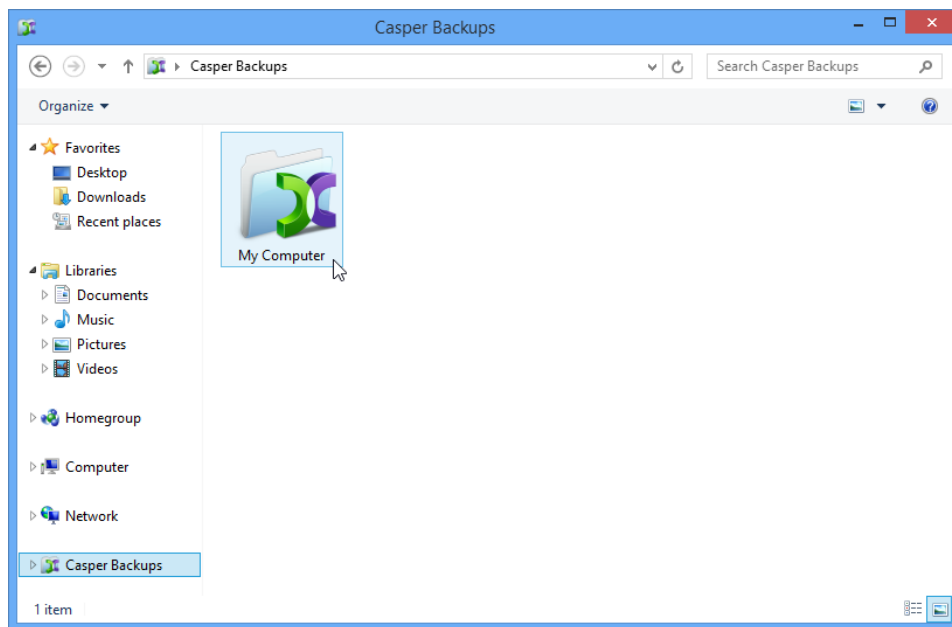 Casper Backups
Casper Backups
Search Casper Backups
Organize
Favorites
Desktop
Downloads
Recent places
Libraries
Documents
Music
Pictures
Videos
Homegroup
Computer
Network
Casper Backups
My Computer
1 item